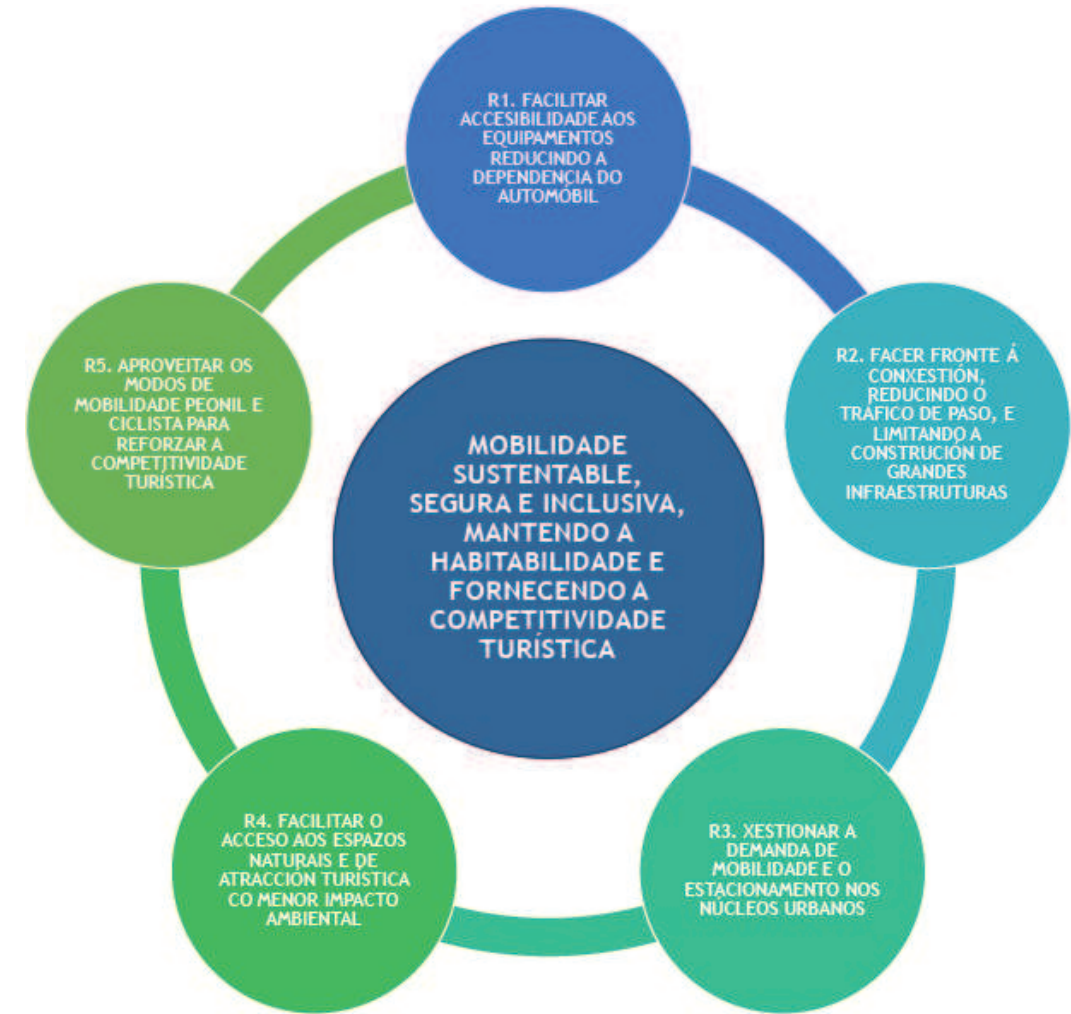 R1. FACILITAR
ACCESIBILIDADE AOS
EQUIPAMENTOS
REDUCINDO A
DEPENDENCIA DO
AUTOMÓBIL
R2. FACER FRONTE Á
CONXESTIÓN,
REDUCINDO O
TRÁFICO DE PASO, E
LIMITANDO A
CONSTRUCIÓN DE
GRANDES
INFRAESTRUTURAS
R3. XESTIONAR A
DEMANDA DE
MOBILIDADE E O
ESTACIONAMENTO NOS
NÚCLEOS URBANOS
R4. FACILITAR O
ACCESO AOS ESPAZOS
NATURAIS E DE
ATRACCIÓN TURÍSTICA
CO MENOR IMPACTO
AMBIENTAL
R5. APROVEITAR OS
MODOS DE
MOBILIDADE PEONIL E
CICLISTA PARA
REFORZAR A
COMPETITIVIDADE
TURÍSTICA
MOBILIDADE
SUSTENTABLE,
SEGURA E INCLUSIVA,
MANTENDO A
HABITABILIDADE E
FORNECENDO A
COMPETITIVIDADE
TURÍSTICA